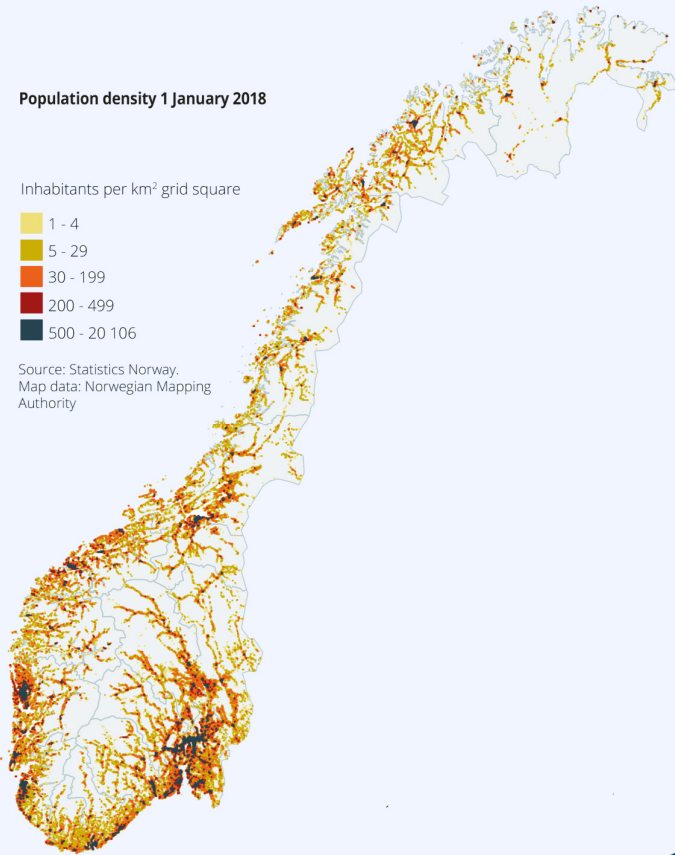 Population density 1 January 2018
Inhabitants per km² grid square
1 - 4
5 - 29
30 - 199
200 - 499
500 - 20 106
Source: Statistics Norway.
Map data: Norwegian Mapping
Authority